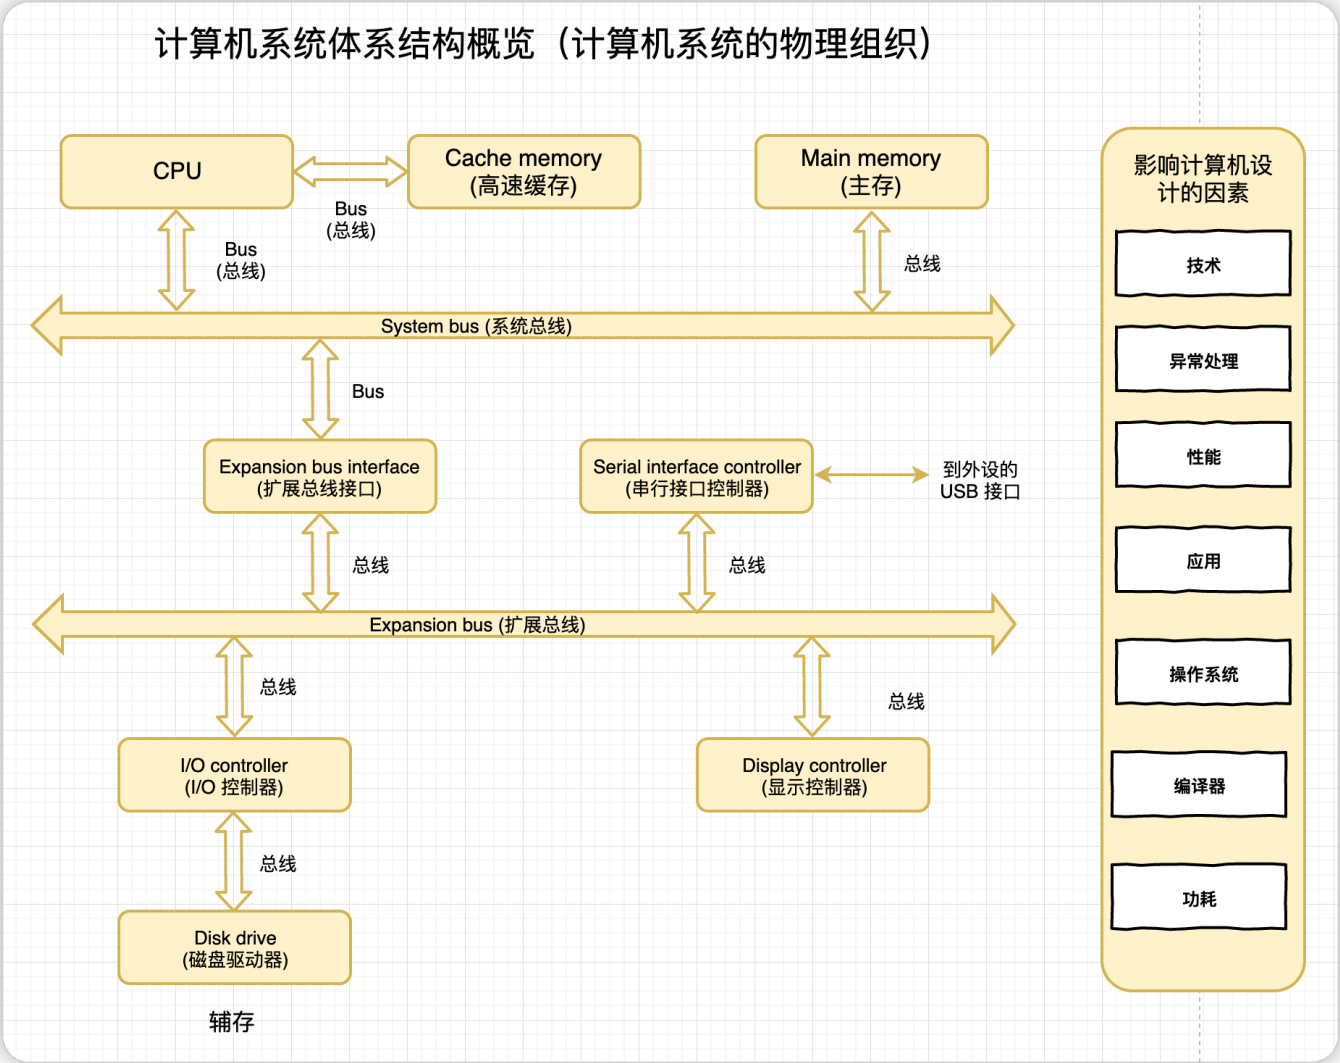 计算机系统体系结构概览（计算机系统的物理组织）
CPU
Cache memory
(高速缓存)
Main memory
(主存)
Bus
(总线)
Bus
(总线)
总线
System bus (系统总线)
Bus
Expansion bus interface
(扩展总线接口)
Serial interface controller
(串行接口控制器)
到外设的
USB 接口
总线
总线
Expansion bus (扩展总线)
总线
总线
I/O controller
(I/O 控制器)
Display controller
(显示控制器)
总线
Disk drive
(磁盘驱动器)
辅存
影响计算机设
计的因素
技术
异常处理
性能
应用
操作系统
编译器
功耗